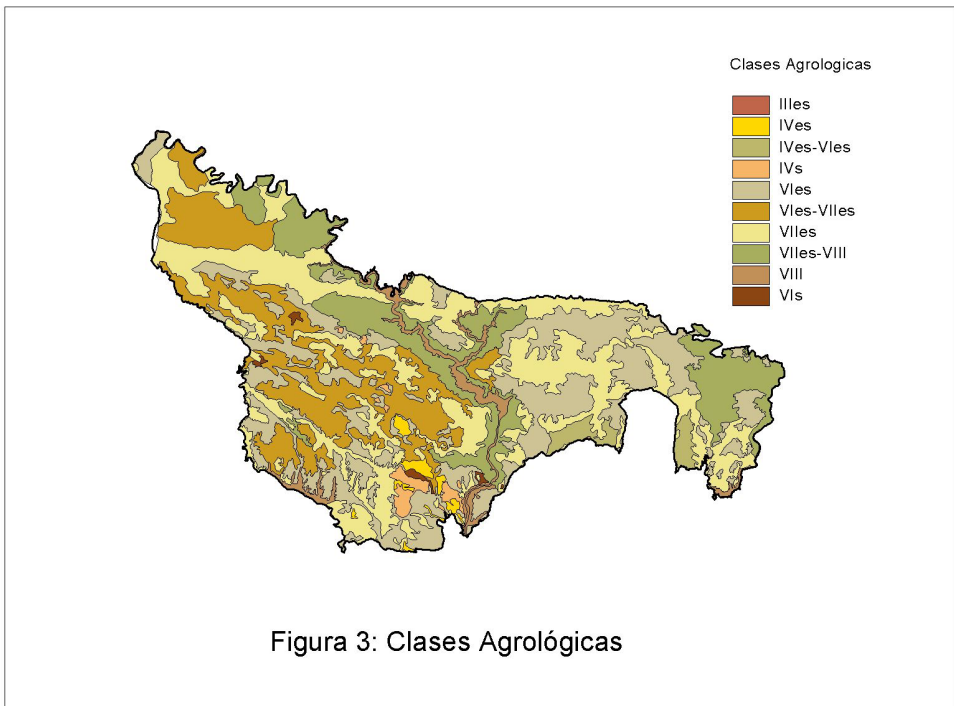 Clases Agrologicas
IIIes
IVes
IVes-VIes
IVs
VIes
VIes-VIIes
VIIes
VIIes-VIII
VIII
VIs
Figura 3: Clases Agrológicas